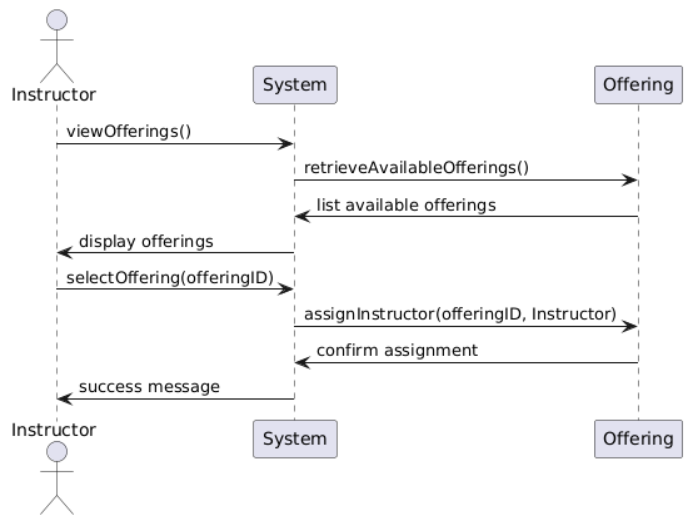 Instructor
System
Offering
viewOfferings()
retrieveAvailableOfferings()
list available offerings
display offerings
selectOffering(offeringID)
assignInstructor(offeringID, Instructor)
confirm assignment
success message
Instructor
System
Offering